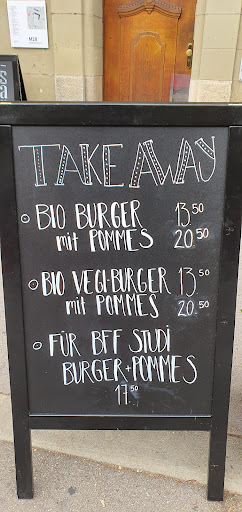 TAKE AWAY
BIO BURGER 13.50
mit POMMES 20.50
BIO VEGI-BURGER 13.50
mit POMMES 20.50
FÜR BFF STUDI
BURGER+POMMES
17.50